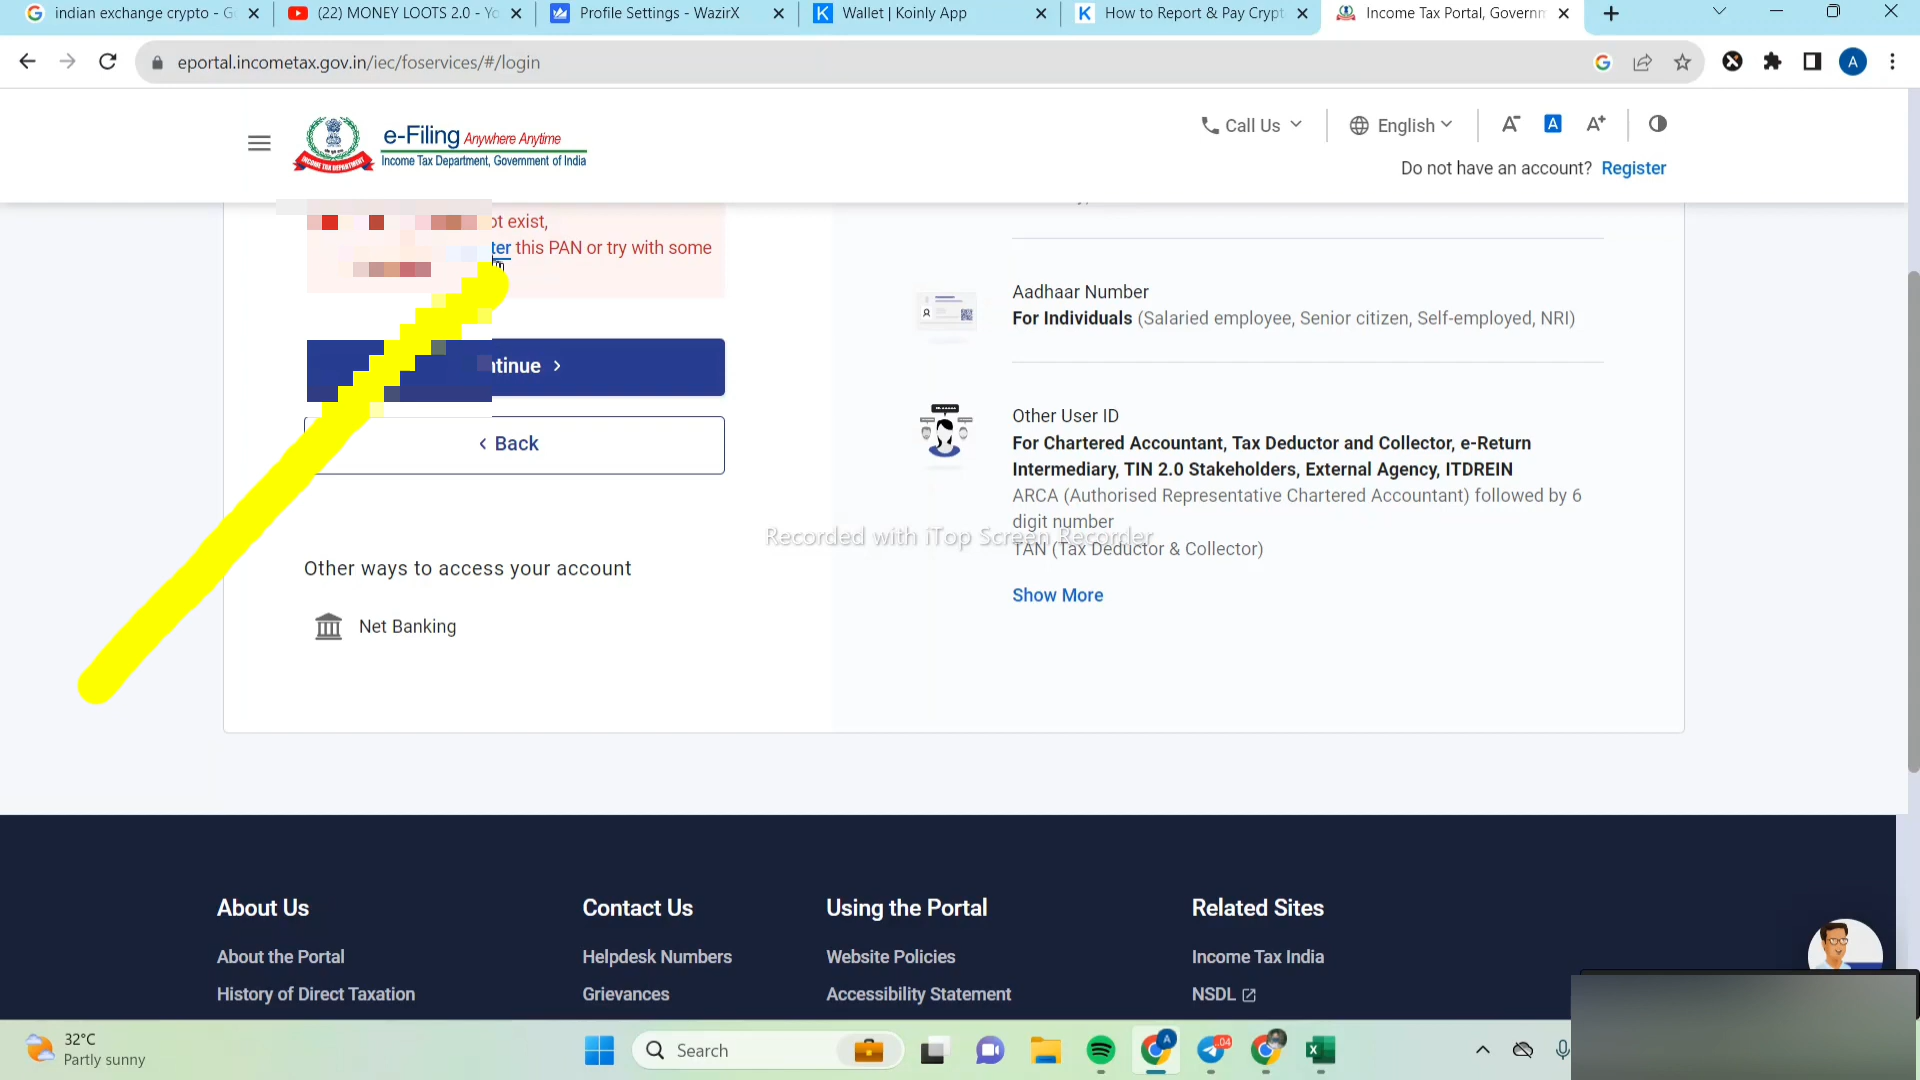 indian exchange crypto - G
(22) MONEY LOOTS 2.0 - Yo
Profile Settings - WazirX
Wallet | Koinly App
How to Report & Pay Crypt
Income Tax Portal, Governm
eportal.incometax.gov.in/iec/foservices/#/login
A
e-Filing Anywhere Anytime
Income Tax Department, Government of India
INCOME TAX DEPARTMENT
Call Us
English
A-
A
A+
Do not have an account? Register
exist,
this PAN or try with some
Back
Other ways to access your account
Net Banking
Aadhaar Number
For Individuals (Salaried employee, Senior citizen, Self-employed, NRI)
Other User ID
For Chartered Accountant, Tax Deductor and Collector, e-Return
Intermediary, TIN 2.0 Stakeholders, External Agency, ITDREIN
ARCA (Authorised Representative Chartered Accountant) followed by 6
digit number
TAN (Tax Deductor & Collector)
Show More
Recorded with iTop Screen Recorder
About Us
About the Portal
History of Direct Taxation
Contact Us
Helpdesk Numbers
Grievances
Using the Portal
Website Policies
Accessibility Statement
Related Sites
Income Tax India
NSDL
32°C
Partly sunny
Search
A
.04